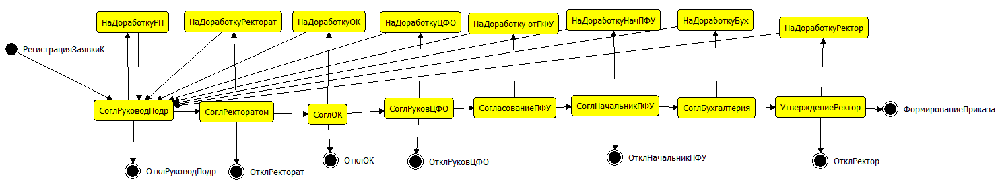 НаДоработкуРП
НаДоработкуРекторат
НаДоработкуОК
НаДоработкуЦФО
НаДоработку отПФУ
НаДоработкуНачПФУ
НаДоработкуБух
НаДоработкуРектор
РегистрацияЗаявкиК
СоглРуководПодр
СоглРекторатом
СоглОК
СоглРуковЦФО
СогласованиеПФУ
СоглНачальникПФУ
СоглБухгалтерия
УтверждениеРектор
ФормированиеПриказа
ОтклРуководПодр
ОтклРекторат
ОтклОК
ОтклРуковЦФО
ОтклНачальникПФУ
ОтклРектор